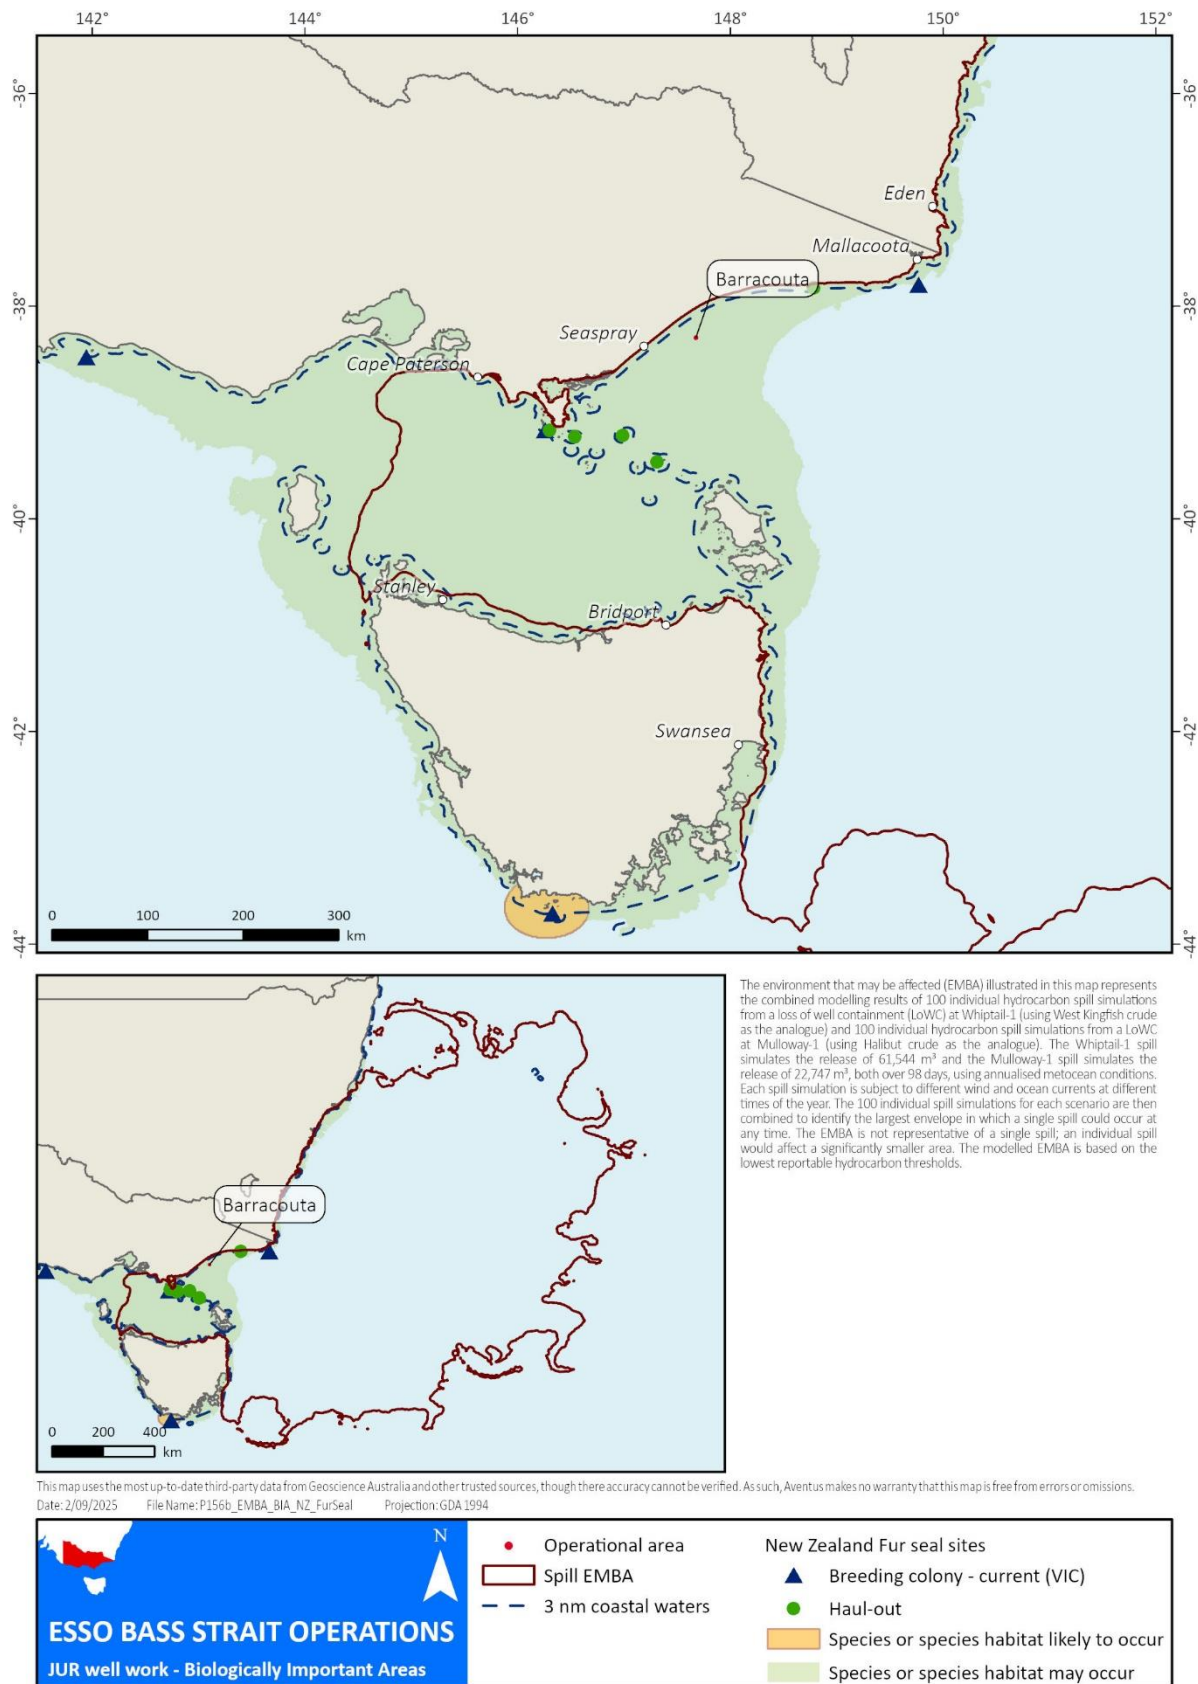 142° 144° 146° 148° 150° 152°
-36° -36°
Eden
Mallacoota
Barracouta
-38° -38°
Seaspray
Cape Paterson
-40° -40°
Stanley
Bridport
-42° -42°
Swansea
0 100 200 300
km
-44° -44°
The environment that may be affected (EMBA) illustrated in this map represents
the combined modelling results of 100 individual hydrocarbon spill simulations
from a loss of well containment (LoWC) at Whiptail-1 (using West Kingfish crude
as the analogue) and 100 individual hydrocarbon spill simulations from a LoWC
at Mulloway-1 (using Halibut crude as the analogue). The Whiptail-1 spill
simulates the release of 61,544 m³ and the Mulloway-1 spill simulates the
release of 22,747 m³, both over 98 days, using annualised metocean conditions.
Each spill simulation is subject to different wind and ocean currents at different
times of the year. The 100 individual spill simulations for each scenario are then
combined to identify the largest envelope in which a single spill could occur at
any time. The EMBA is not representative of a single spill; an individual spill
would affect a significantly smaller area. The modelled EMBA is based on the
lowest reportable hydrocarbon thresholds.
Barracouta
0 200 400
km
This map uses the most up-to-date third-party data from Geoscience Australia and other trusted sources, though there accuracy cannot be verified. As such, Aventus makes no warranty that this map is free from errors or omissions.
Date: 2/09/2025 File Name: P156b_EMBA_BIA_NZ_FurSeal Projection: GDA 1994
N
ESSO BASS STRAIT OPERATIONS
JUR well work - Biologically Important Areas
Operational area
Spill EMBA
3 nm coastal waters
New Zealand Fur seal sites
Breeding colony - current (VIC)
Haul-out
Species or species habitat likely to occur
Species or species habitat may occur